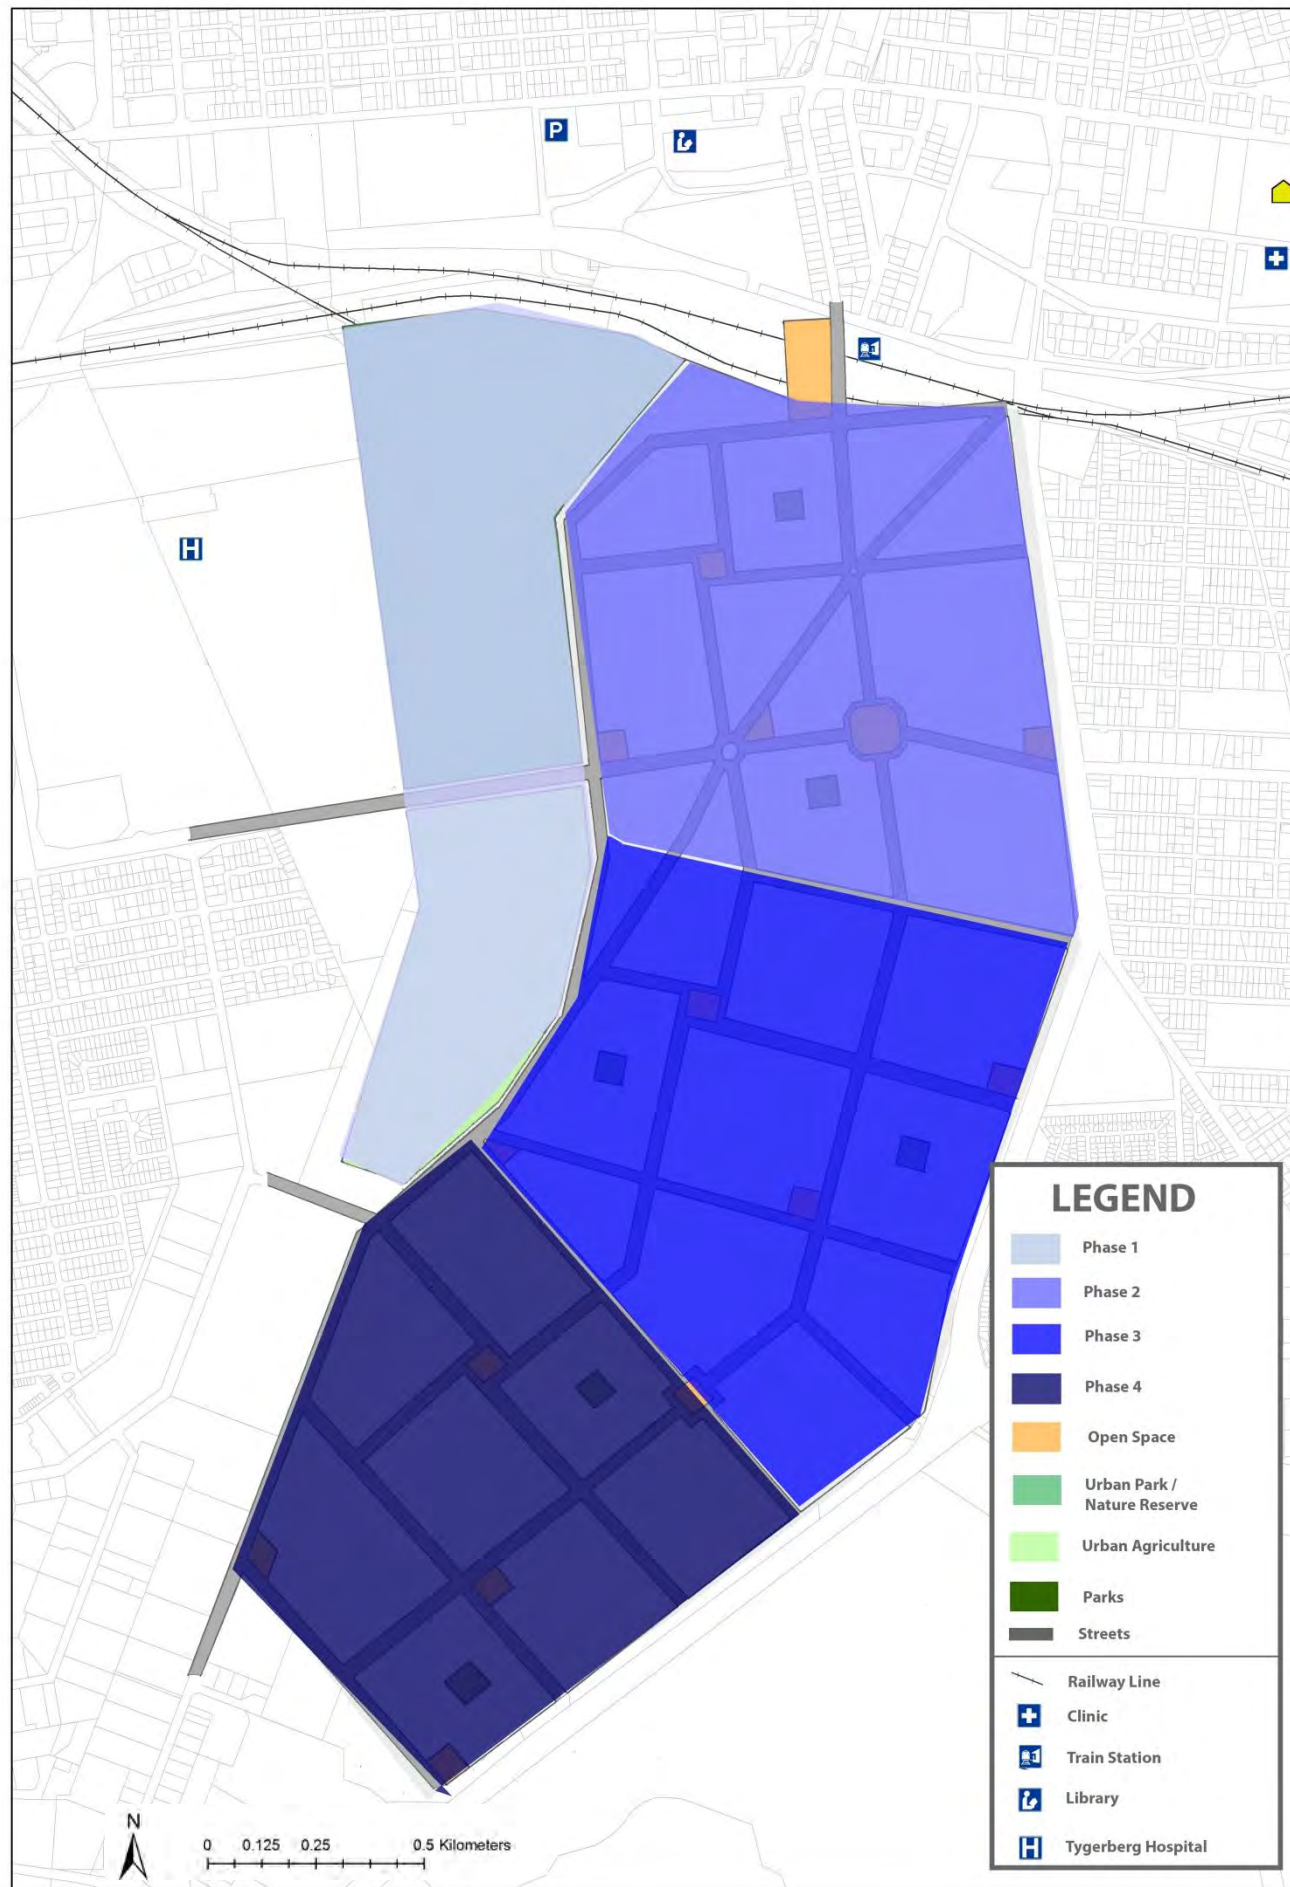 P
H
LEGEND
Phase 1
Phase 2
Phase 3
Phase 4
Open Space
Urban Park /
Nature Reserve
Urban Agriculture
Parks
Streets
Railway Line
Clinic
Train Station
Library
H Tygerberg Hospital
N
0 0.125 0.25 0.5 Kilometers